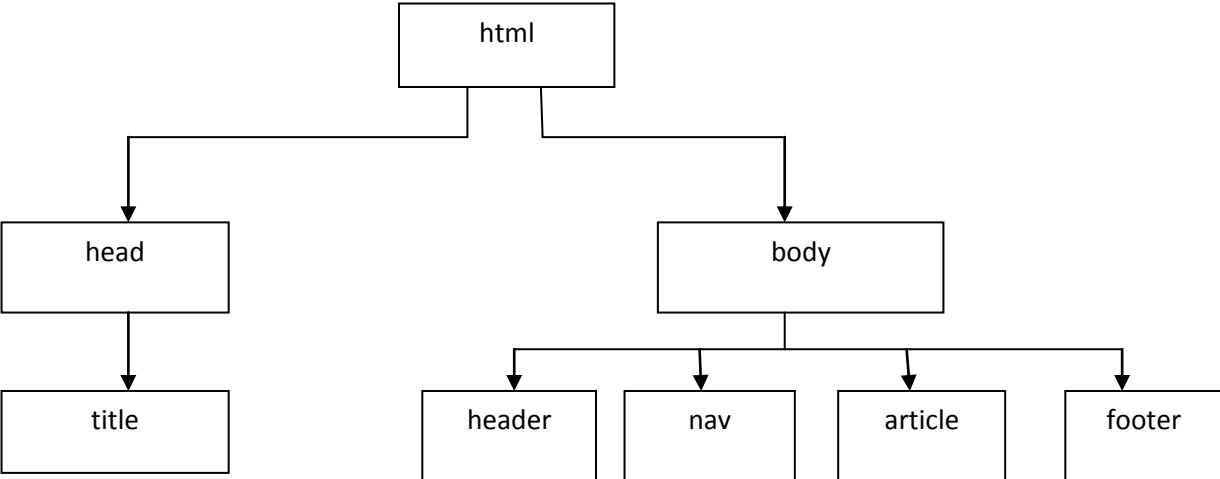 html
head
body
title
header
nav
article
footer